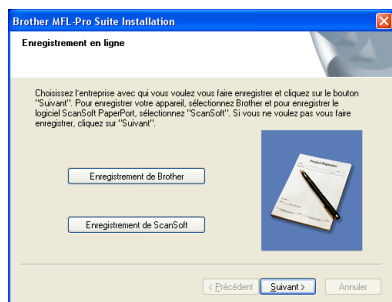 Brother MFL-Pro Suite Installation
Enregistrement en ligne
Choisissez l'entreprise avec qui vous voulez vous faire enregistrer et cliquez sur le bouton
"Suivant". Pour enregistrer votre appareil, sélectionnez Brother et pour enregistrer le
logiciel ScanSoft PaperPort, sélectionnez "ScanSoft". Si vous ne voulez pas vous faire
enregistrer, cliquez sur "Suivant".
Enregistrement de Brother
Product Registration
Enregistrement de ScanSoft
< Précédent
Suivant >
Annuler